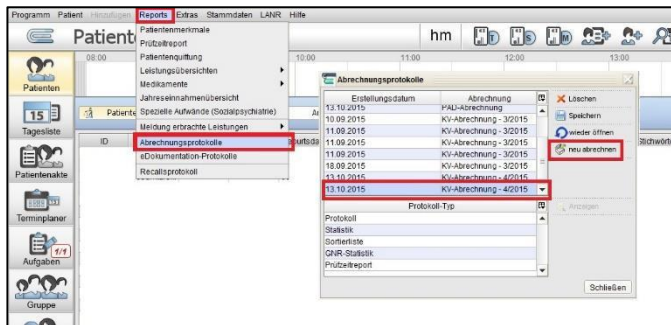 Programm Patient Hinzufügen Reports Extras Stammdaten LANR Hilfe
Patient
hm
08:00 10:00 11:00 12:00 13:00
Patientenmerkmale
Prüfzeitreport
Patientenquittung
Leistungsübersichten
Medikamente
Jahreseinnahmenübersicht
Spezielle Aufwände (Sozialpsychiatrie)
Meldung erbrachte Leistungen
Abrechnungsprotokolle
eDokumentation-Protokolle
Recallsprotokoll
Patienten
15
Tagesliste
Patientenakte
Terminplaner
1/1
Aufgaben
Gruppe
ID
Stichwörte
Abrechnungsprotokolle
Erstellungsdatum Abrechnung
13.10.2015 PAD-Abrechnung
10.09.2015 KV-Abrechnung - 3/2015
11.09.2015 KV-Abrechnung - 3/2015
11.09.2015 KV-Abrechnung - 3/2015
11.09.2015 KV-Abrechnung - 3/2015
18.09.2015 KV-Abrechnung - 3/2015
13.10.2015 KV-Abrechnung - 4/2015
13.10.2015 KV-Abrechnung - 4/2015
Löschen
Speichern
wieder öffnen
neu abrechnen
Protokoll-Typ
Anzeigen
Protokoll
Statistik
Sortierliste
GNR-Statistik
Prüfzeitreport
Schließen